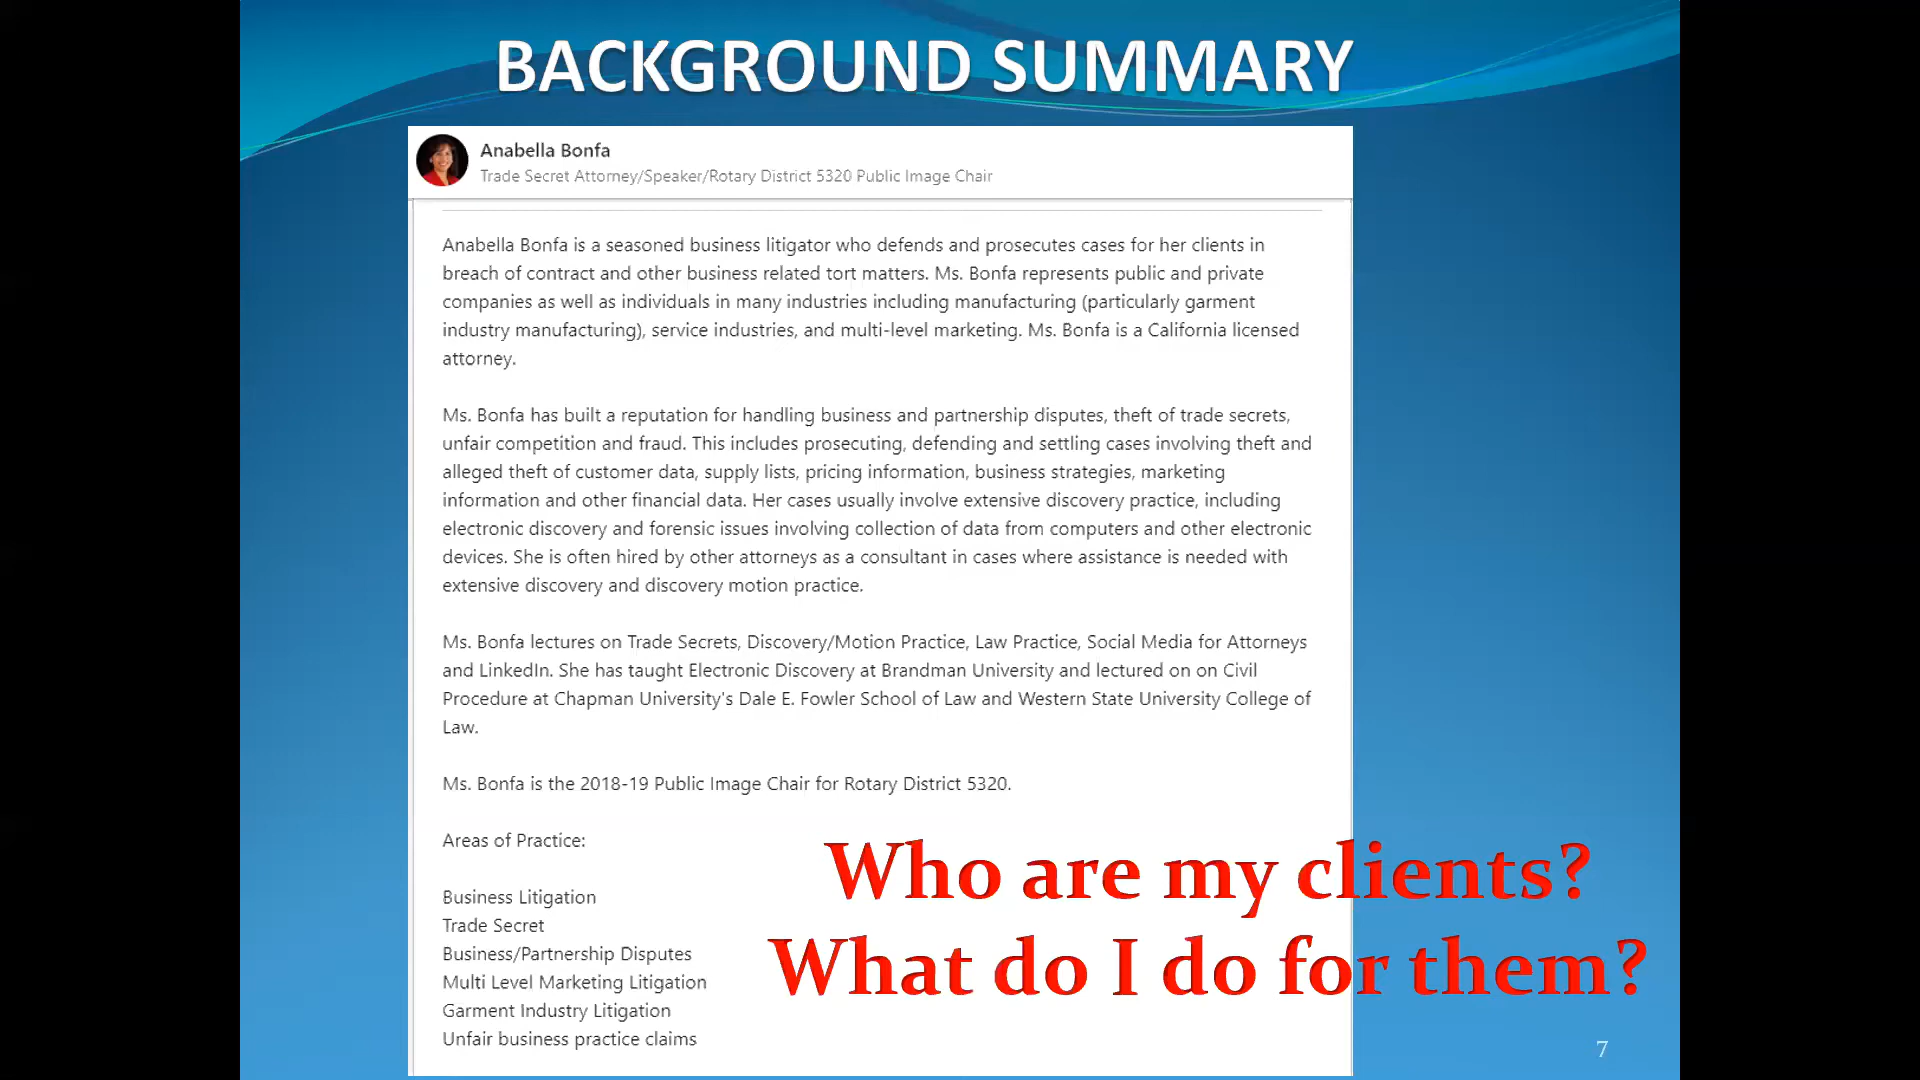 BACKGROUND SUMMARY
Anabella Bonfa
Trade Secret Attorney/Speaker/Rotary District 5320 Public Image Chair
Anabella Bonfa is a seasoned business litigator who defends and prosecutes cases for her clients in
breach of contract and other business related tort matters. Ms. Bonfa represents public and private
companies as well as individuals in many industries including manufacturing (particularly garment
industry manufacturing), service industries, and multi-level marketing. Ms. Bonfa is a California licensed
attorney.
Ms. Bonfa has built a reputation for handling business and partnership disputes, theft of trade secrets,
unfair competition and fraud. This includes prosecuting, defending and settling cases involving theft and
alleged theft of customer data, supply lists, pricing information, business strategies, marketing
information and other financial data. Her cases usually involve extensive discovery practice, including
electronic discovery and forensic issues involving collection of data from computers and other electronic
devices. She is often hired by other attorneys as a consultant in cases where assistance is needed with
extensive discovery and discovery motion practice.
Ms. Bonfa lectures on Trade Secrets, Discovery/Motion Practice, Law Practice, Social Media for Attorneys
and LinkedIn. She has taught Electronic Discovery at Brandman University and lectured on on Civil
Procedure at Chapman University's Dale E. Fowler School of Law and Western State University College of
Law.
Ms. Bonfa is the 2018-19 Public Image Chair for Rotary District 5320.
Areas of Practice:
Business Litigation
Trade Secret
Business/Partnership Disputes
Multi Level Marketing Litigation
Garment Industry Litigation
Unfair business practice claims
Who are my clients?
What do I do for them?
7